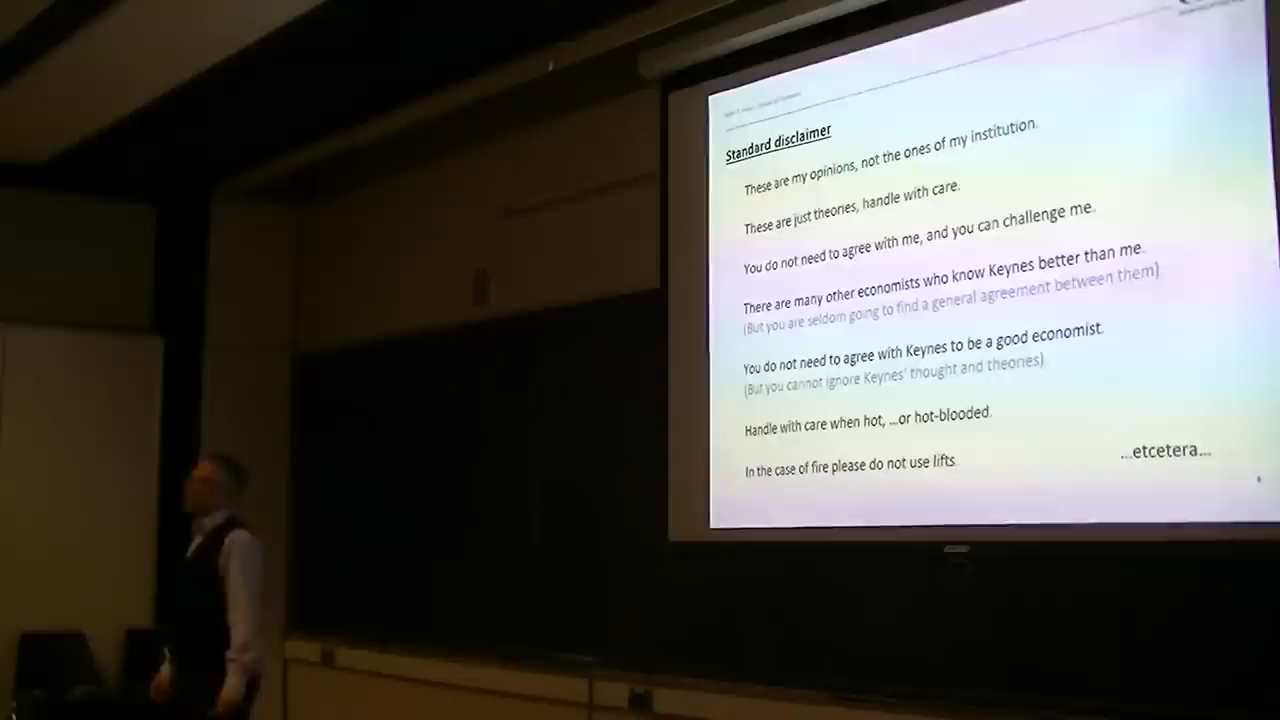 Standard disclaimer
These are my opinions, not the ones of my institution.
These are just theories, handle with care.
You do not need to agree with me, and you can challenge me.
There are many other economists who know Keynes better than me.
(But you are seldom going to find a general agreement between them)
You do not need to agree with Keynes to be a good economist.
(But you cannot ignore Keynes' thought and theories)
Handle with care when hot, ...or hot-blooded.
In the case of fire please do not use lifts
...etcetera...